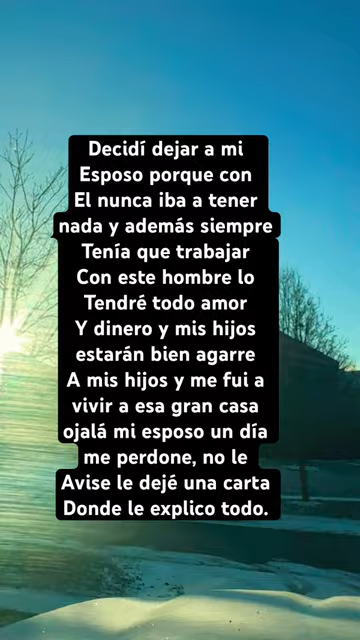 Decidí dejar a mi
Esposo porque con
El nunca iba a tener
nada y además siempre
Tenía que trabajar
Con este hombre lo
Tendré todo amor
Y dinero y mis hijos
estarán bien agarre
A mis hijos y me fui a
vivir a esa gran casa
ojalá mi esposo un día
me perdone, no le
Avise le dejé una carta
Donde le explico todo.